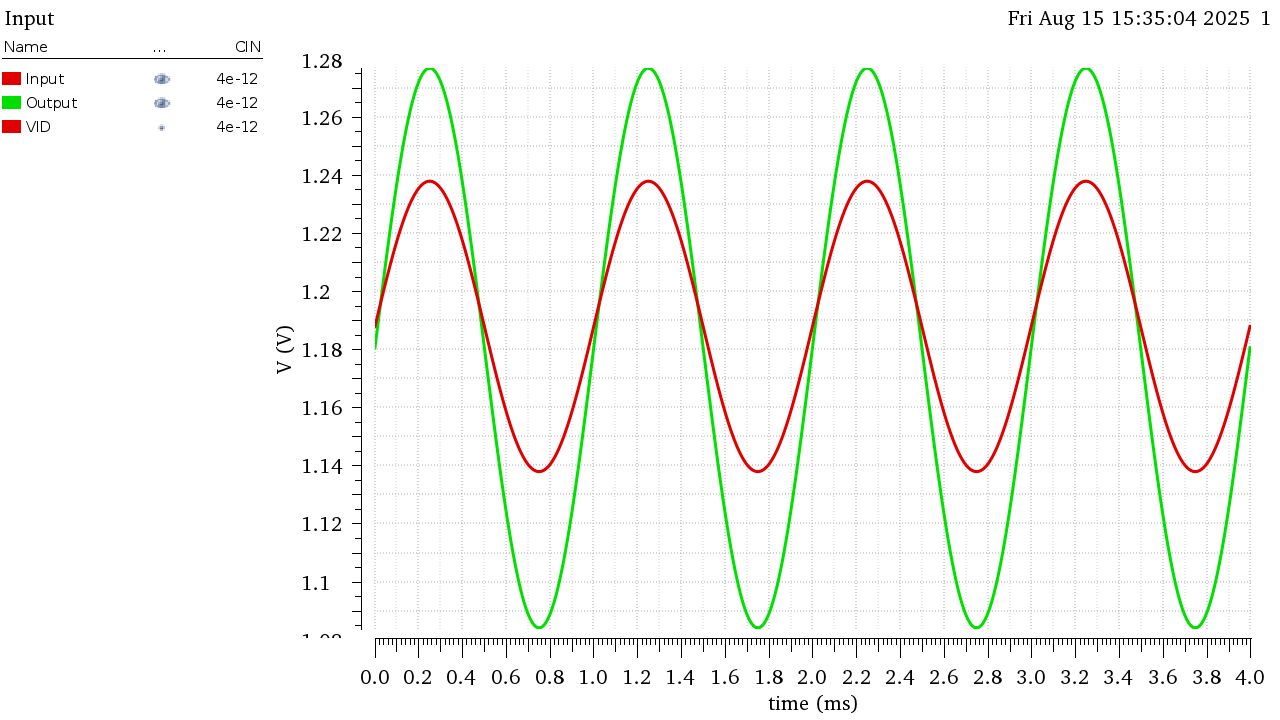 Input
Fri Aug 15 15:35:04 2025 1
Name ... CIN
Input 4e-12
Output 4e-12
VID 4e-12
1.28
1.26
1.24
1.22
1.2
1.18
1.16
1.14
1.12
1.1
V (V)
0.0 0.2 0.4 0.6 0.8 1.0 1.2 1.4 1.6 1.8 2.0 2.2 2.4 2.6 2.8 3.0 3.2 3.4 3.6 3.8 4.0
time (ms)